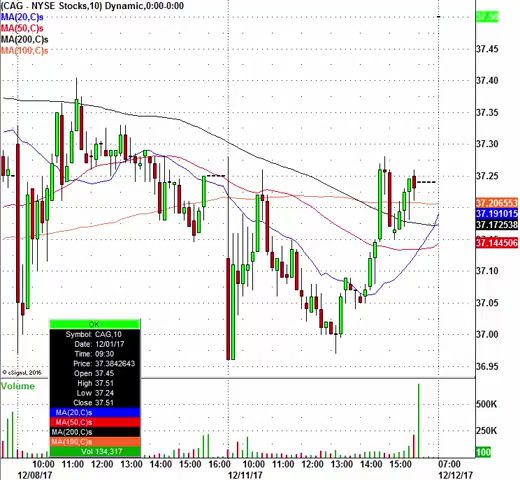 (CAG - NYSE Stocks,10) Dynamic,0:00-0:00
MA(20,C)s
MA(50,C)s
MA(200,C)s
MA(100,C)s
37.50
37.45
37.40
37.35
37.30
37.25
37.206553
37.191015
37.172538
37.144506
37.10
37.05
37.00
36.95
OK
Symbol: CAG,10
Date: 12/01/17
Time: 09:30
Price: 37.3842643
Open 37.45
High 37.51
Low 37.24
Close 37.51
MA(20,C)s
MA(50,C)s
MA(200,C)s
MA(100,C)s
Vol 134,317
© eSignal, 2016
Volume
500K
250K
100
10:00 11:00 12:00 13:00 14:00 15:00 10:00 11:00 12:00 13:00 14:00 15:00 07:00
12/08/17 12/11/17 12/12/17